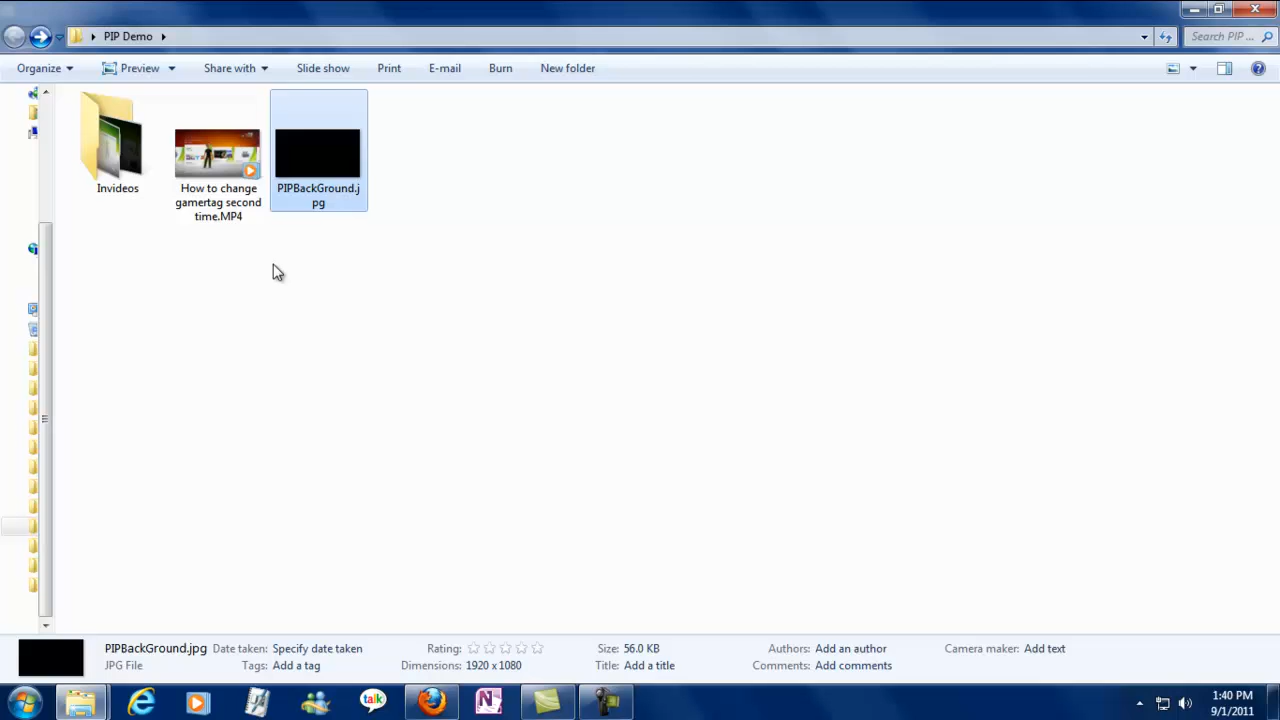 PIP Demo
Search PIP ...
Organize
Preview
Share with
Slide show
Print
E-mail
Burn
New folder
Invideos
How to change
gamertag second
time.MP4
PIPBackGround.j
pg
PIPBackGround.jpg
Date taken: Specify date taken
Rating:
Size: 56.0 KB
Authors: Add an author
Camera maker: Add text
JPG File
Tags: Add a tag
Dimensions: 1920 x 1080
Title: Add a title
Comments: Add comments
talk
N
1:40 PM
9/1/2011